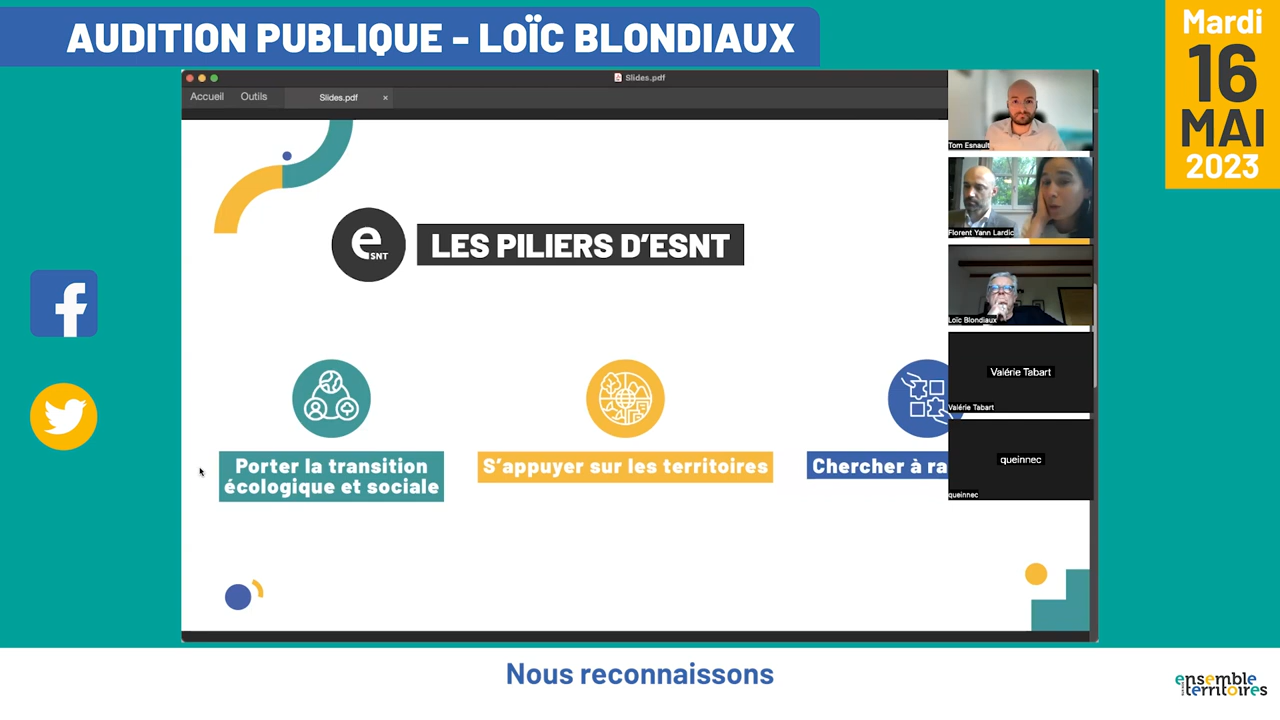 AUDITION PUBLIQUE - LOÏC BLONDIAUX
Mardi
16
MAI
2023
Slides.pdf
Accueil
Outils
Slides.pdf
×
e
SNT
LES PILIERS D'ESNT
Porter la transition
écologique et sociale
S'appuyer sur les territoires
Chercher à ra
Tom Esnault
Florent Yann Lardic
Loïc Blondiaux
Valérie Tabart
Valérie Tabart
queinnec
queinnec
Nous reconnaissons
ensemble
territoires